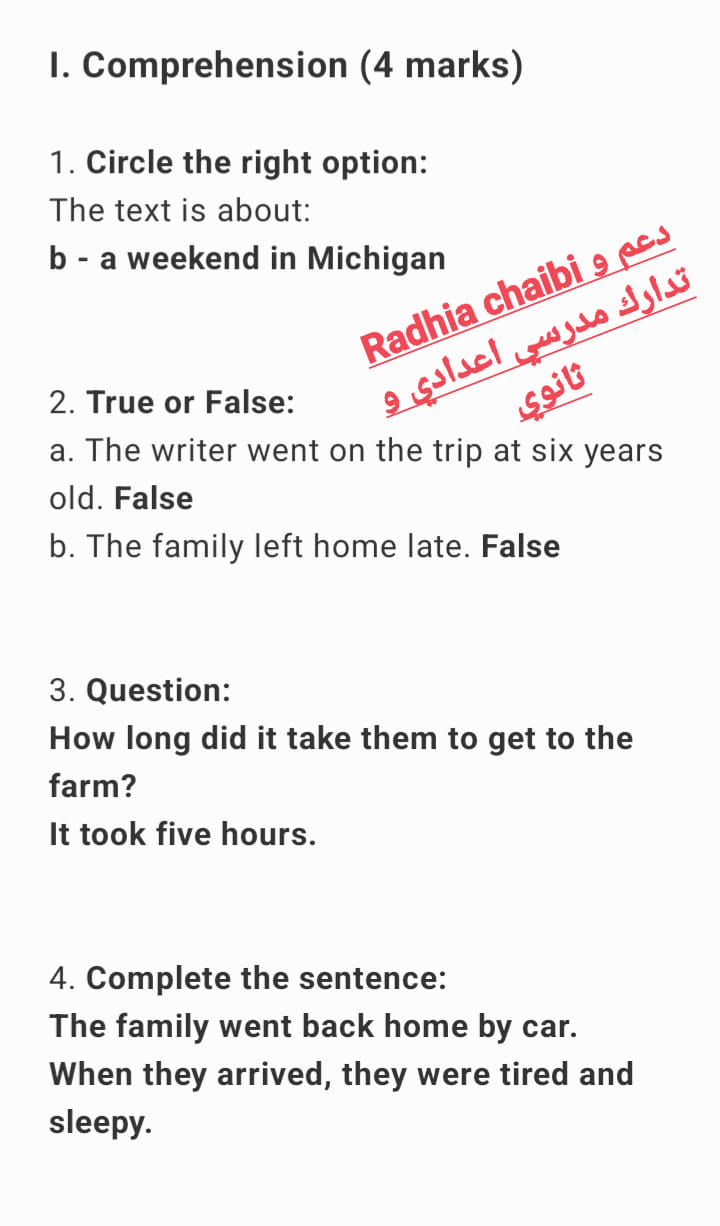 I. Comprehension (4 marks)
1. Circle the right option:
The text is about:
b - a weekend in Michigan
Radhia chaibi دعم و
تدارك مدرسي اعدادي و
ثانوي
2. True or False:
a. The writer went on the trip at six years
old. False
b. The family left home late. False
3. Question:
How long did it take them to get to the
farm?
It took five hours.
4. Complete the sentence:
The family went back home by car.
When they arrived, they were tired and
sleepy.